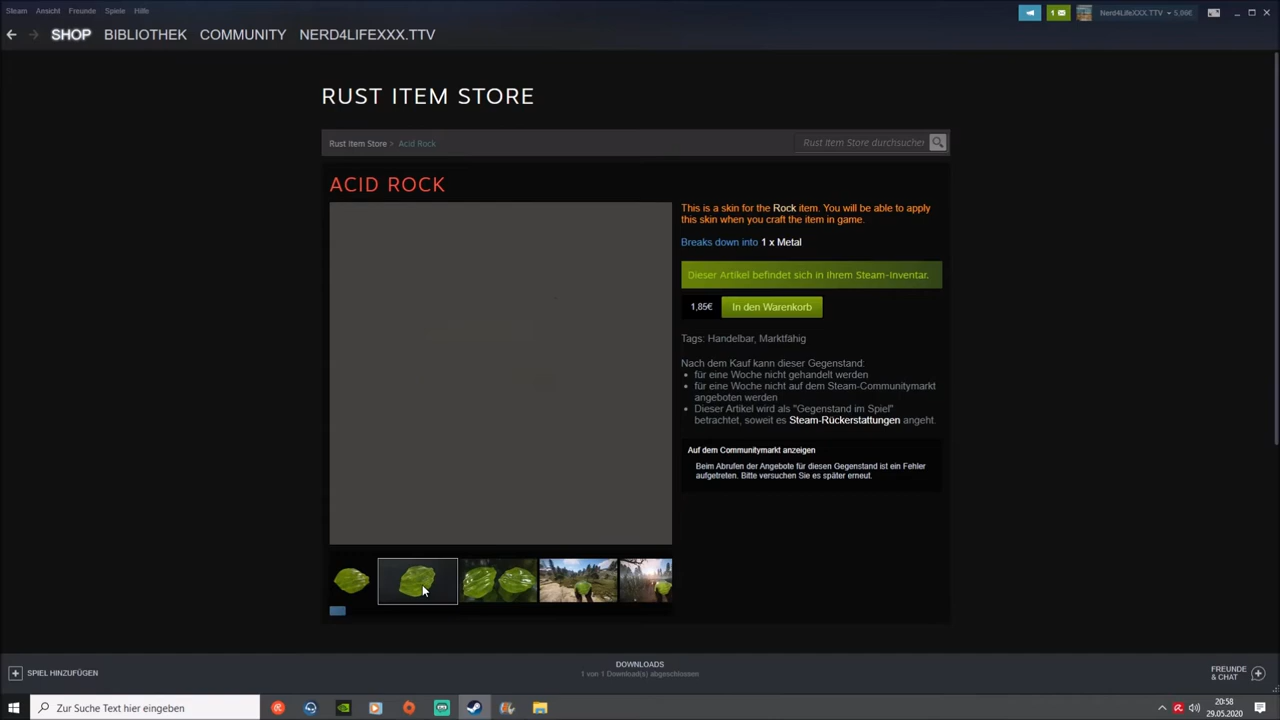 Steam Ansicht Freunde Spiele Hilfe
1
Nerd4LifeXXX.TTV 5,06€
SHOP BIBLIOTHEK COMMUNITY NERD4LIFEXXX.TTV
RUST ITEM STORE
Rust Item Store > Acid Rock
Rust Item Store durchsuchen
ACID ROCK
This is a skin for the Rock item. You will be able to apply
this skin when you craft the item in game.
Breaks down into 1 x Metal
Dieser Artikel befindet sich in Ihrem Steam-Inventar.
1,85€ In den Warenkorb
Tags: Handelbar, Marktfähig
Nach dem Kauf kann dieser Gegenstand:
• für eine Woche nicht gehandelt werden
• für eine Woche nicht auf dem Steam-Communitymarkt
angeboten werden
• Dieser Artikel wird als "Gegenstand im Spiel"
betrachtet, soweit es Steam-Rückerstattungen angeht.
Auf dem Communitymarkt anzeigen
Beim Abrufen der Angebote für diesen Gegenstand ist ein Fehler
aufgetreten. Bitte versuchen Sie es später erneut.
SPIEL HINZUFÜGEN
DOWNLOADS
1 von 1 Download(s) abgeschlossen
FREUNDE
& CHAT
Zur Suche Text hier eingeben
20:58
29.05.2020